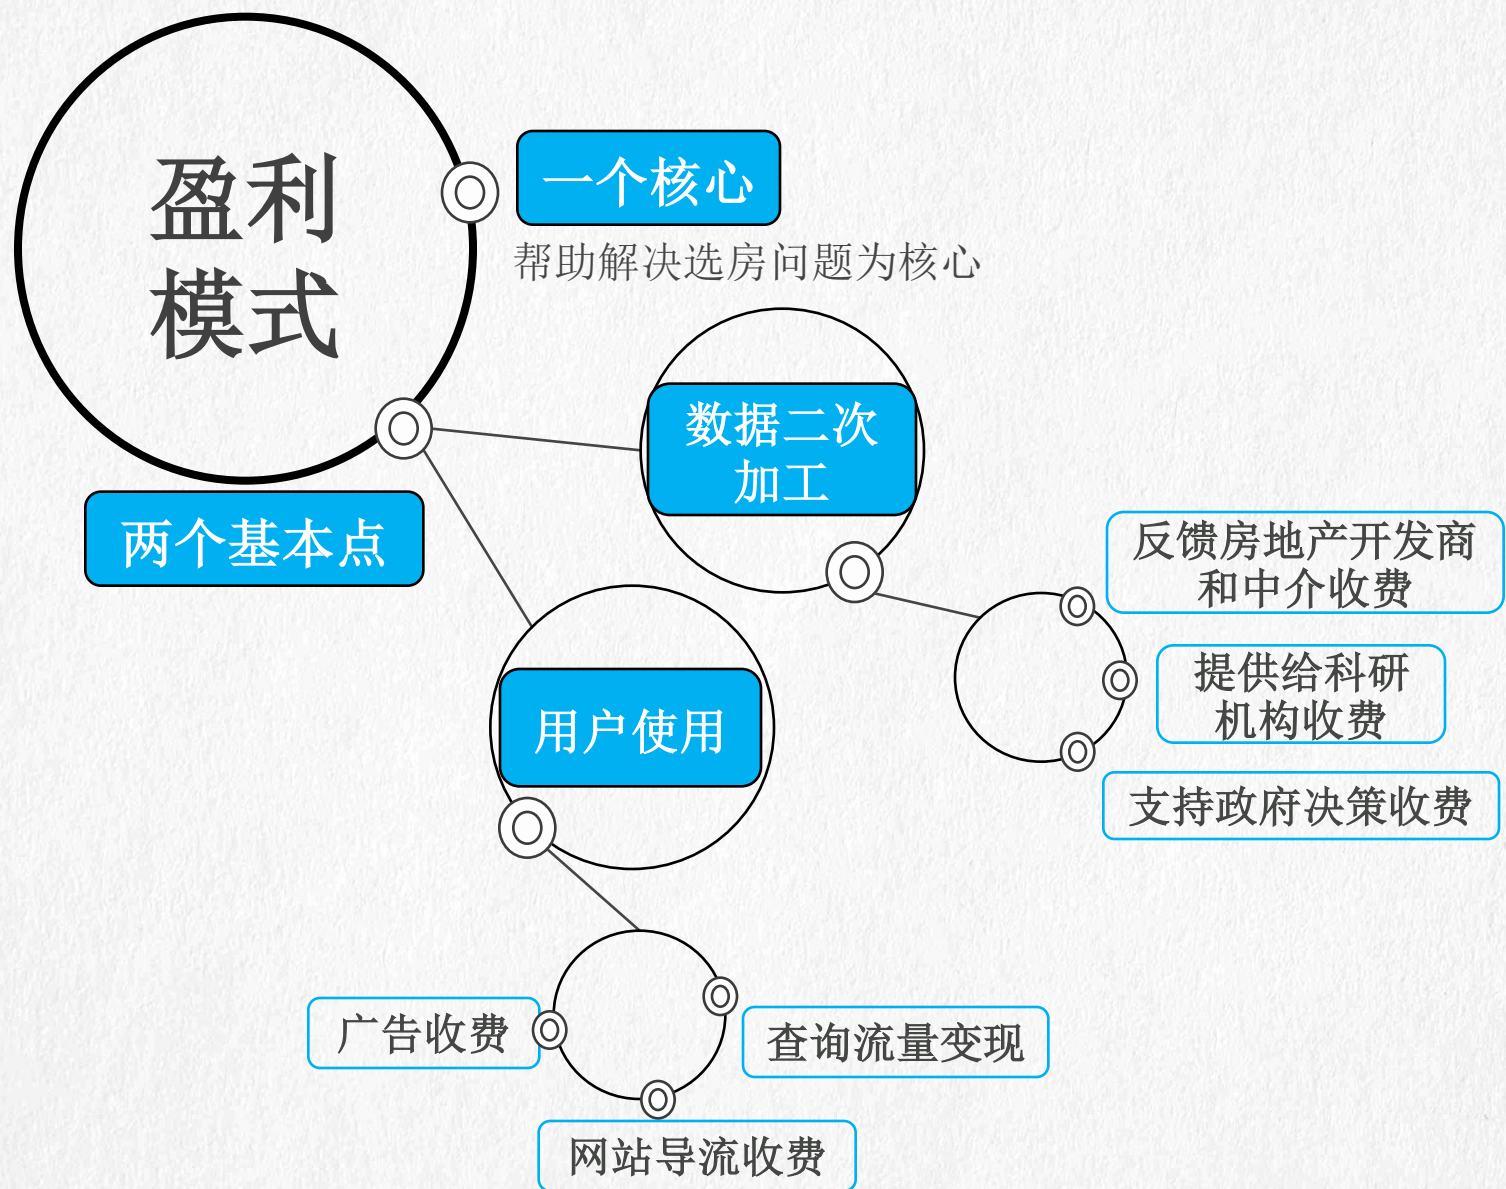 盈利
模式
一个核心
帮助解决选房问题为核心
两个基本点
数据二次
加工
反馈房地产开发商
和中介收费
提供给科研
机构收费
支持政府决策收费
用户使用
广告收费
查询流量变现
网站导流收费